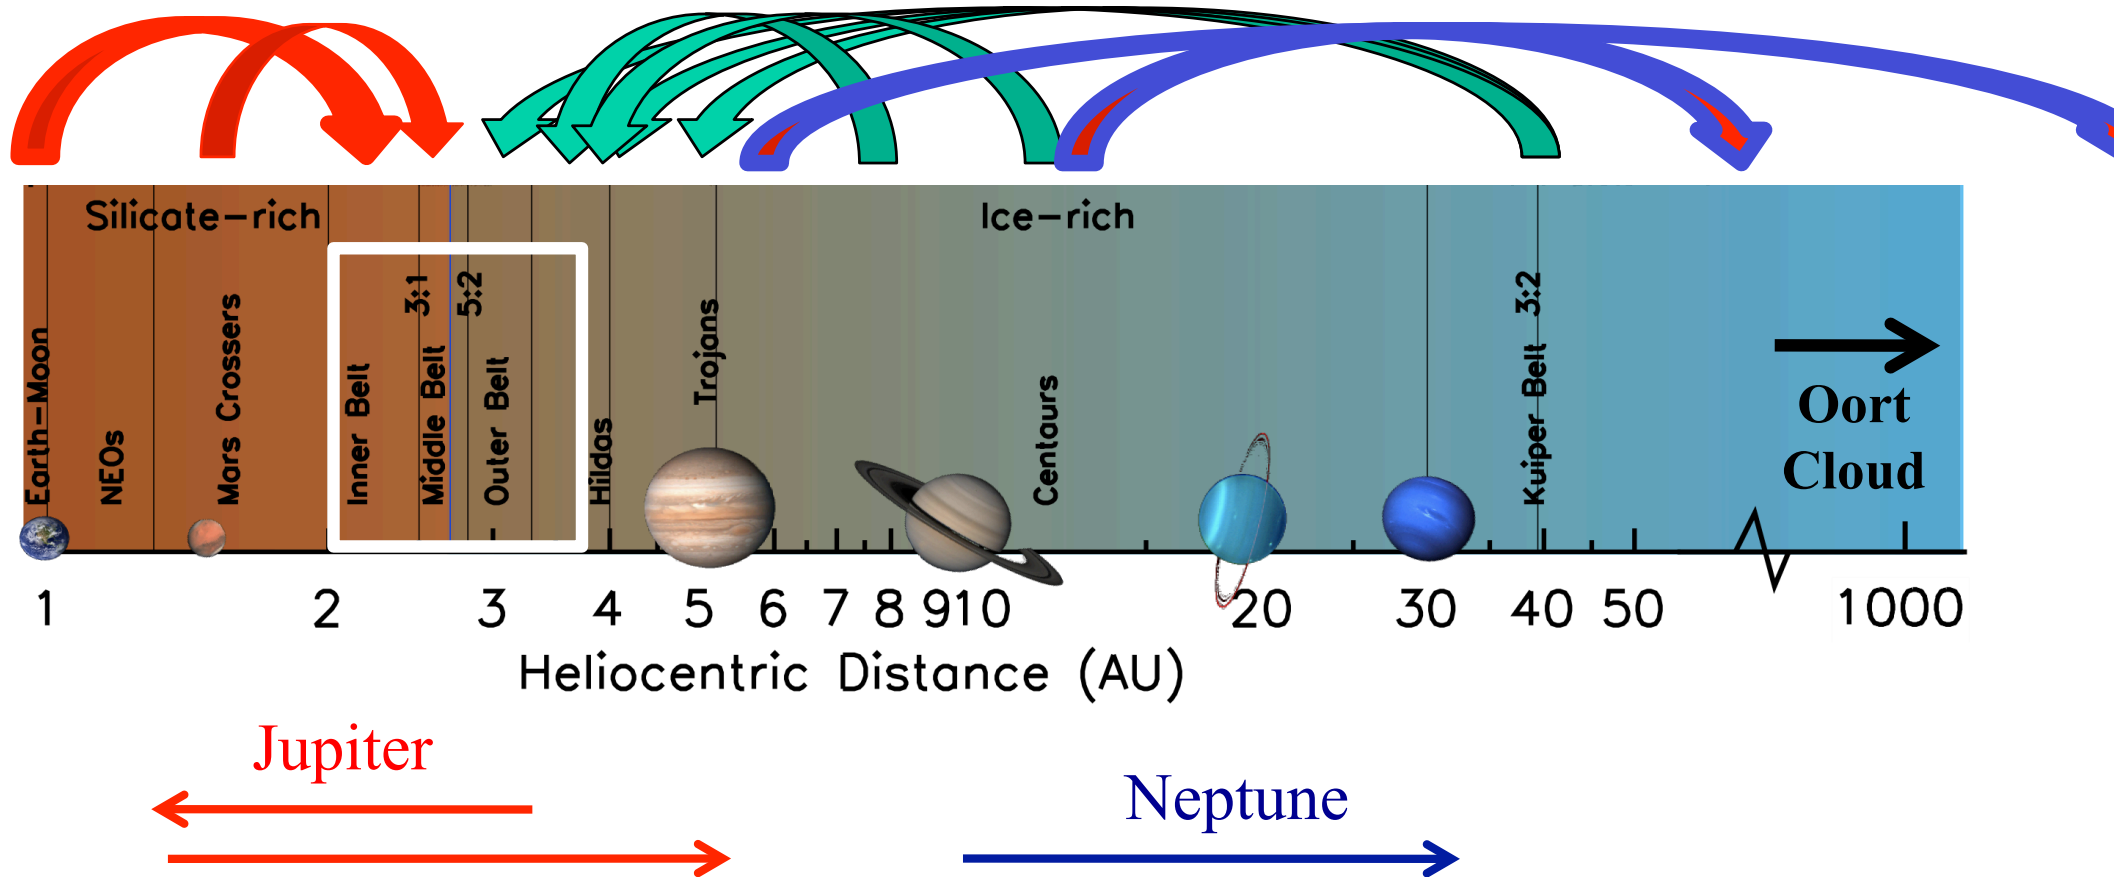 Silicate-rich
Ice-rich
Earth-Moon
NEOs
Mars Crossers
Inner Belt
3:1
Middle Belt
5:2
Outer Belt
Hildas
Trojans
Centaurs
3:2
Kuiper Belt
Oort
Cloud
1 2 3 4 5 6 7 8 9 10 20 30 40 50 1000
Heliocentric Distance (AU)
Jupiter
Neptune